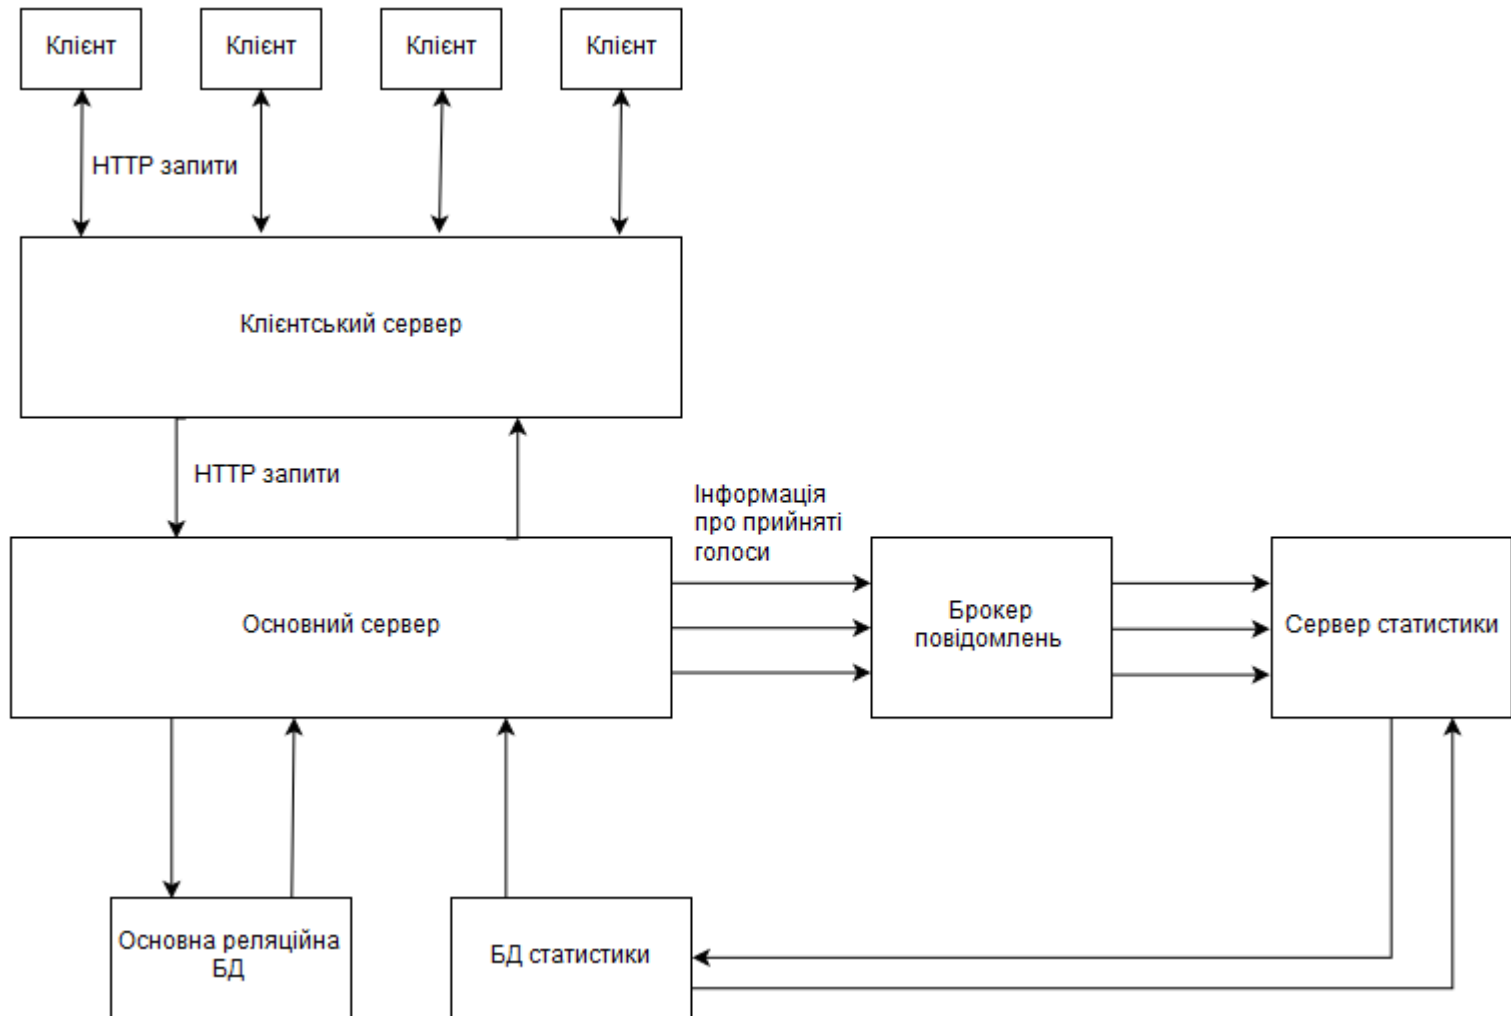 Клієнт
Клієнт
Клієнт
Клієнт
HTTP запити
Клієнтський сервер
HTTP запити
Інформація
про прийняті
голоси
Основний сервер
Брокер
повідомлень
Сервер статистики
Основна реляційна
БД
БД статистики